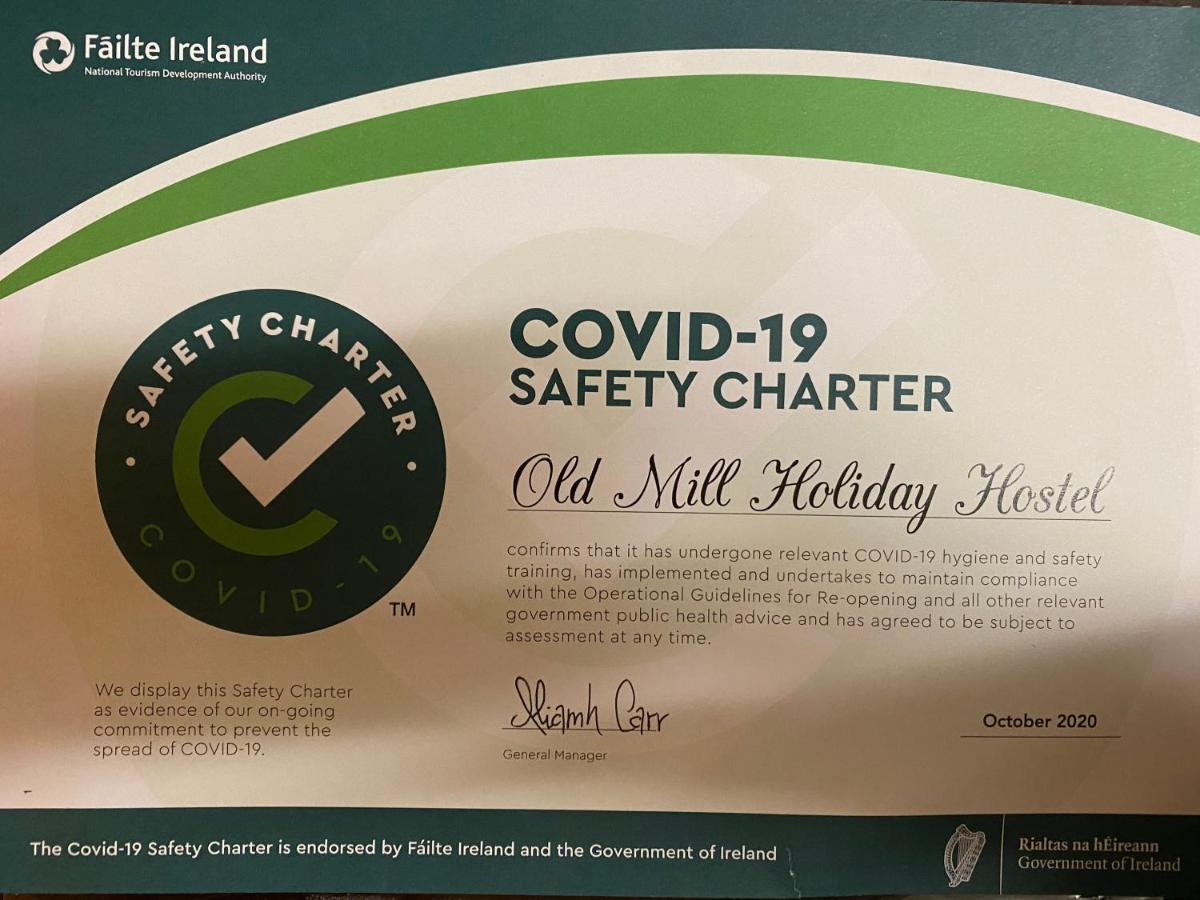 Fáilte Ireland
National Tourism Development Authority
SAFETY CHARTER
COVID-19
TM
We display this Safety Charter
as evidence of our on-going
commitment to prevent the
spread of COVID-19.
COVID-19
SAFETY CHARTER
Old Mill Holiday Hostel
confirms that it has undergone relevant COVID-19 hygiene and safety
training, has implemented and undertakes to maintain compliance
with the Operational Guidelines for Re-opening and all other relevant
government public health advice and has agreed to be subject to
assessment at any time.
Niamh Carr
General Manager
October 2020
The Covid-19 Safety Charter is endorsed by Fáilte Ireland and the Government of Ireland
Rialtas na hÉireann
Government of Ireland